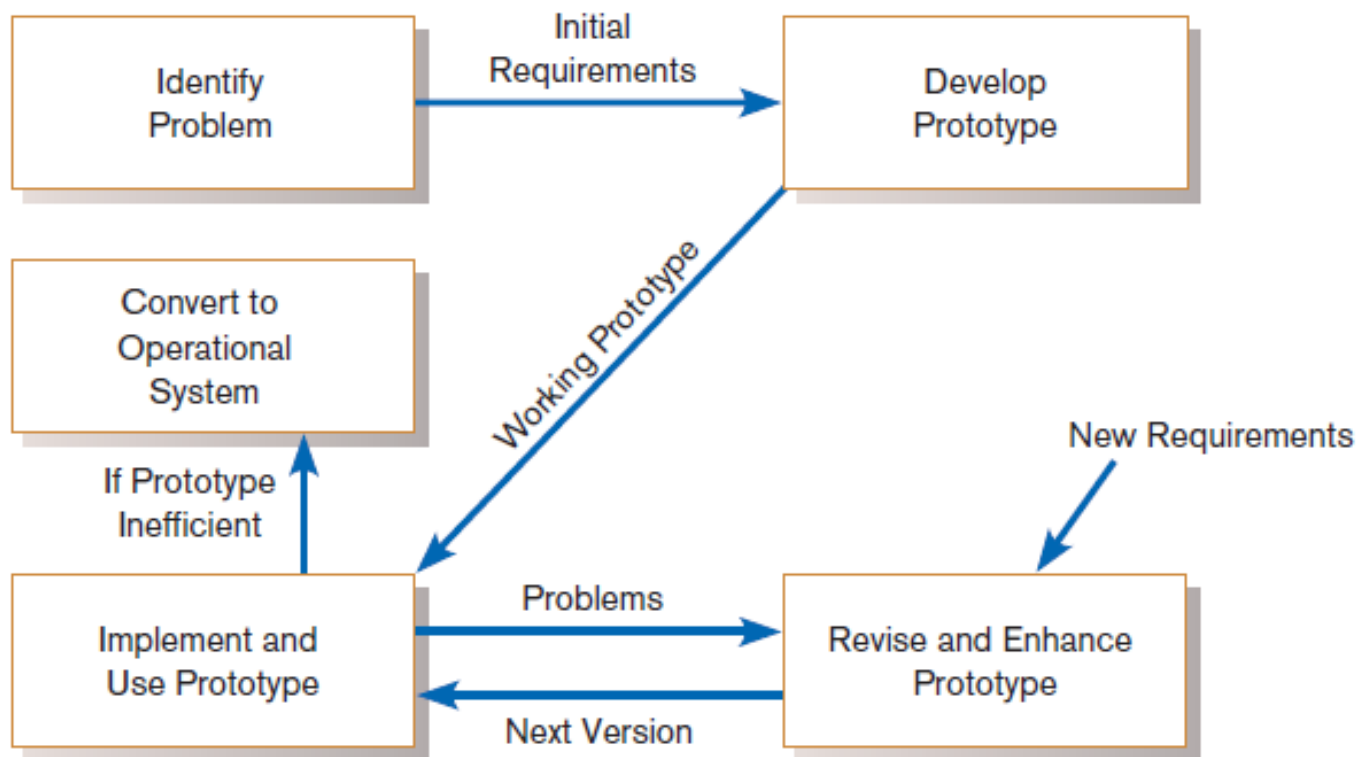 Identify
Problem
Initial
Requirements
Develop
Prototype
Convert to
Operational
System
Working Prototype
New Requirements
If Prototype
Inefficient
Implement and
Use Prototype
Problems
Next Version
Revise and Enhance
Prototype